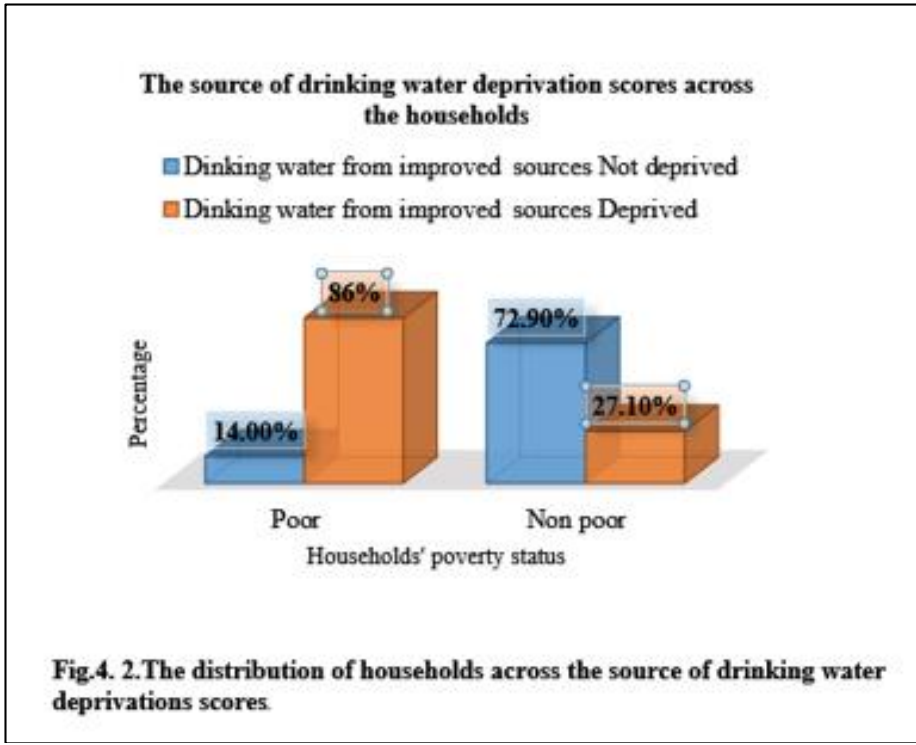 The source of drinking water deprivation scores across
the households
Dinking water from improved sources Not deprived
Dinking water from improved sources Deprived
86%
72.90%
27.10%
14.00%
Percentage
Poor
Non poor
Households' poverty status
Fig.4. 2.The distribution of households across the source of drinking water
deprivations scores.